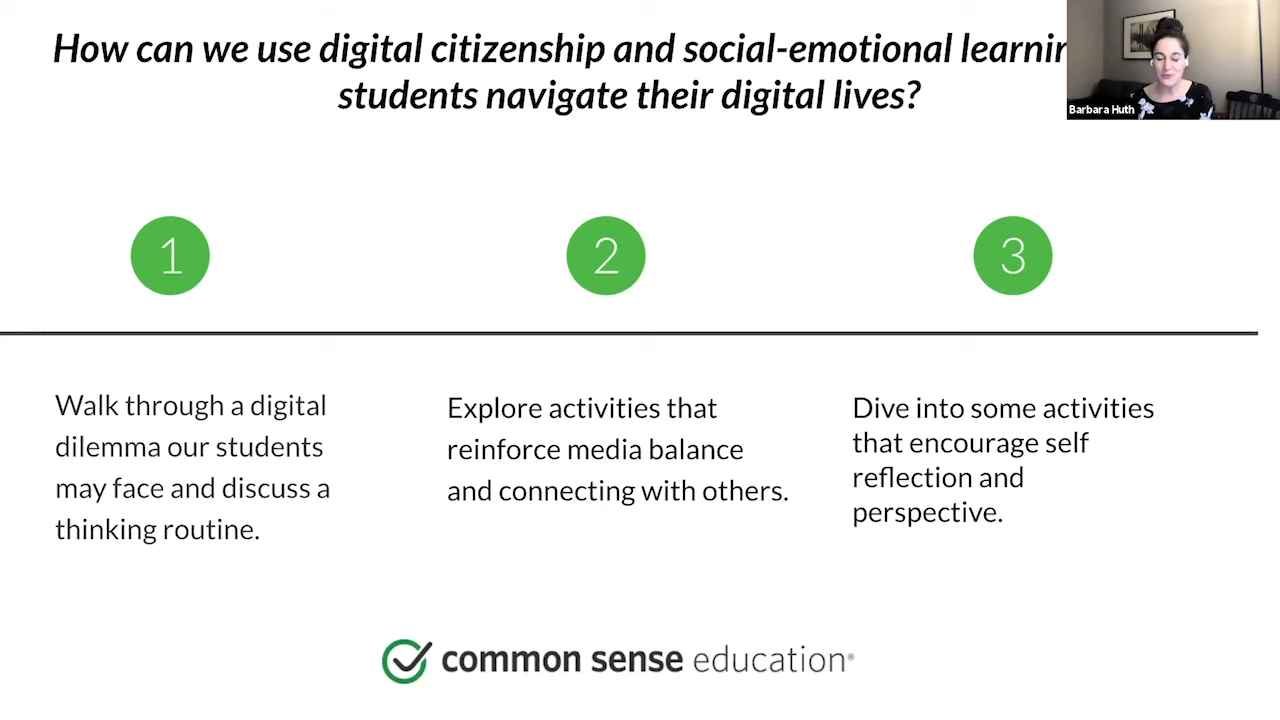 How can we use digital citizenship and social-emotional learnin
students navigate their digital lives?
Barbara Huth
1
2
3
Walk through a digital
dilemma our students
may face and discuss a
thinking routine.
Explore activities that
reinforce media balance
and connecting with others.
Dive into some activities
that encourage self
reflection and
perspective.
common sense education®